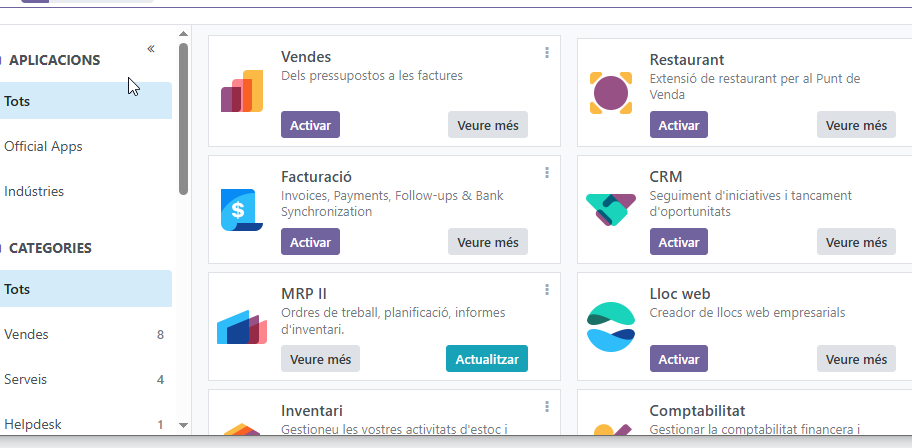 APLICACIONS
Tots
Official Apps
Indústries
CATEGORIES
Tots
Vendes 8
Serveis 4
Helpdesk 1
Vendes
Dels pressupostos a les factures
Activar Veure més
Restaurant
Extensió de restaurant per al Punt de
Venda
Activar Veure més
Facturació
Invoices, Payments, Follow-ups & Bank
Synchronization
Activar Veure més
CRM
Seguiment d'iniciatives i tancament
d'oportunitats
Activar Veure més
MRP II
Ordres de treball, planificació, informes
d'inventari.
Veure més Actualitzar
Lloc web
Creador de llocs web empresarials
Activar Veure més
Inventari
Gestioneu les vostres activitats d'estoc i
Comptabilitat
Gestionar la comptabilitat financera i